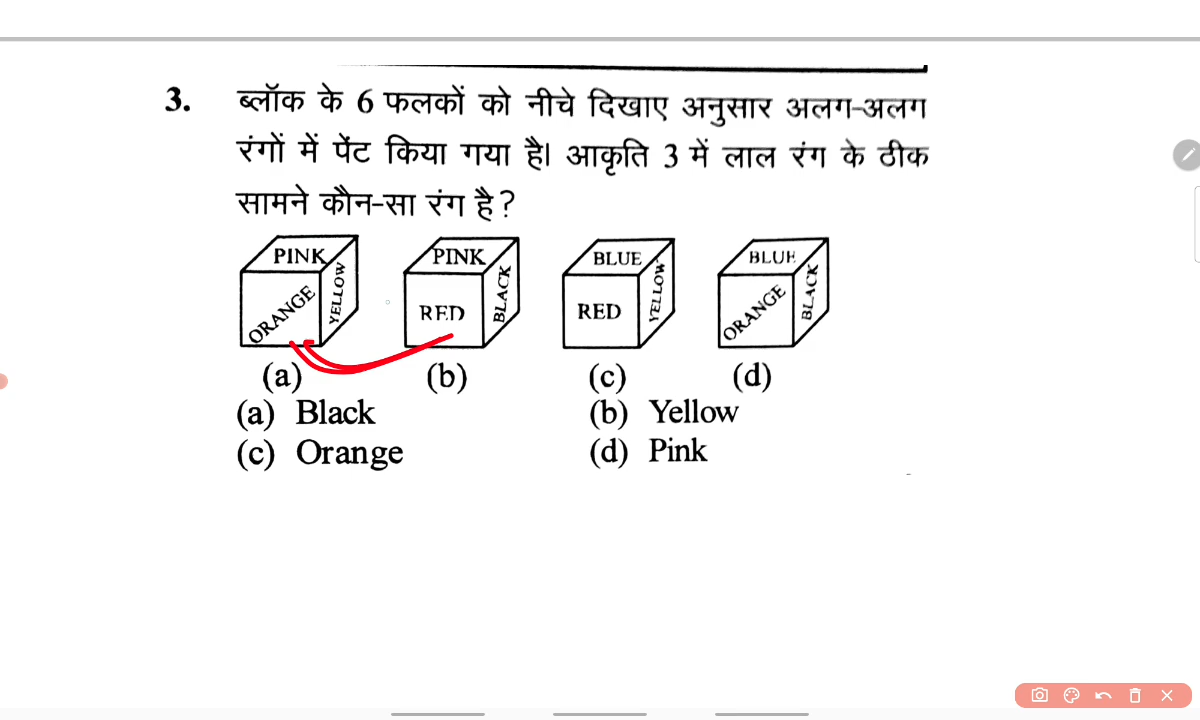 3. ब्लॉक के 6 फलकों को नीचे दिखाए अनुसार अलग-अलग
रंगों में पेंट किया गया है। आकृति 3 में लाल रंग के ठीक
सामने कौन-सा रंग है?
PINK PINK BLUE BLUE
ORANGE YELLOW RED BLACK RED YELLOW ORANGE BLACK
(a) (b) (c) (d)
(a) Black (b) Yellow
(c) Orange (d) Pink